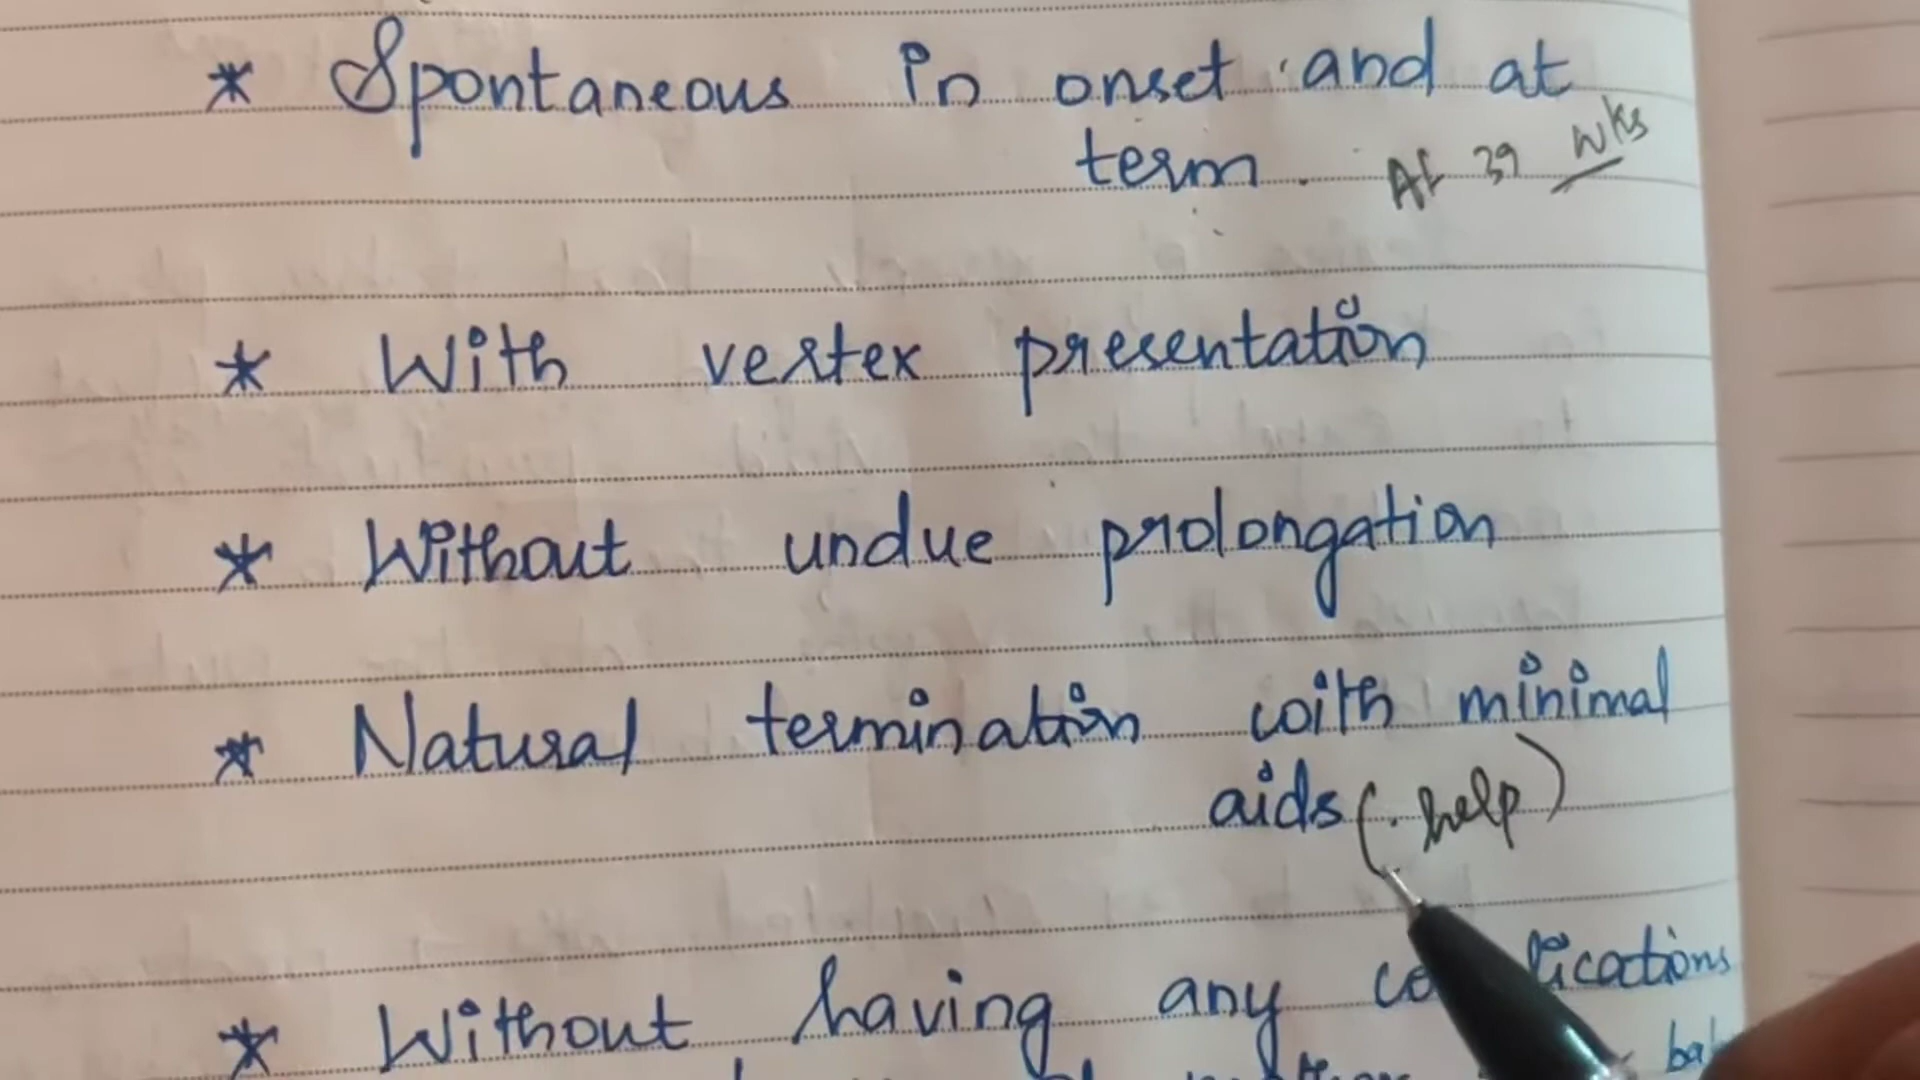 * Spontaneous in onset and at
term. At 39 wks
* With vertex presentation
* Without undue prolongation
* Natural termination with minimal
aids (help)
* Without having any